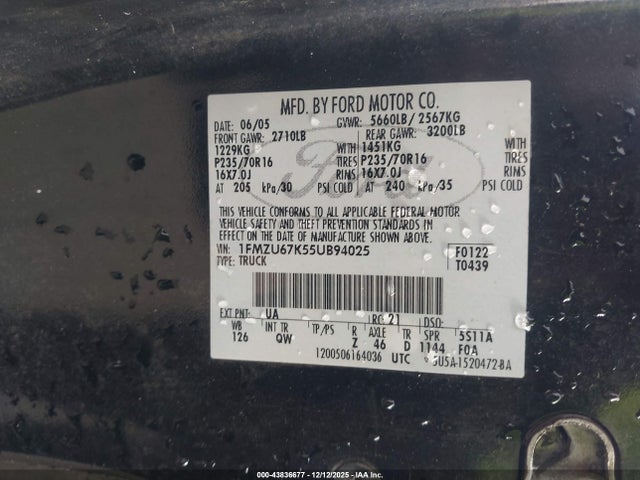 MFD. BY FORD MOTOR CO.
DATE: 06/05 GVWR: 5660LB/ 2567KG
FRONT GAWR: 2710LB REAR GAWR: 3200LB
1229KG WITH 1451KG WITH
P235/70R16 TIRES P235/70R16 TIRES
16X7.0J RIMS 16X7.0J RIMS
AT 205 kPa/30 PSI COLD AT 240 kPa/35 PSI COLD
THIS VEHICLE CONFORMS TO ALL APPLICABLE FEDERAL MOTOR
VEHICLE SAFETY AND THEFT PREVENTION STANDARDS
IN EFFECT ON THE DATE OF MANUFACTURE SHOWN ABOVE.
VIN: 1FMZU67K55UB94025 F0122
TYPE: TRUCK T0439
EXT PNT: UA RC: 21 DSO:
WB INT TR TP/PS R AXLE TR SPR 5S11A
126 QW Z 46 D 1144 F0A
1200506164036 UTC 5U5A-1520472-BA
00-43836677 - 12/12/2025 - IAA Inc.